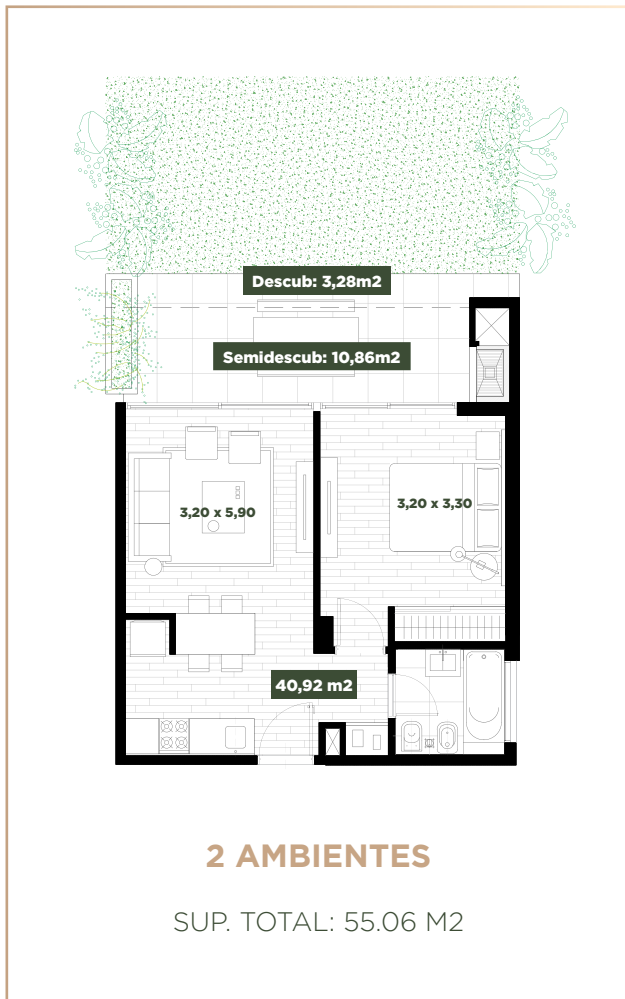 Descub: 3,28m2
Semidescub: 10,86m2
3,20 x 5,90
3,20 x 3,30
40,92 m2
2 AMBIENTES
SUP. TOTAL: 55.06 M2